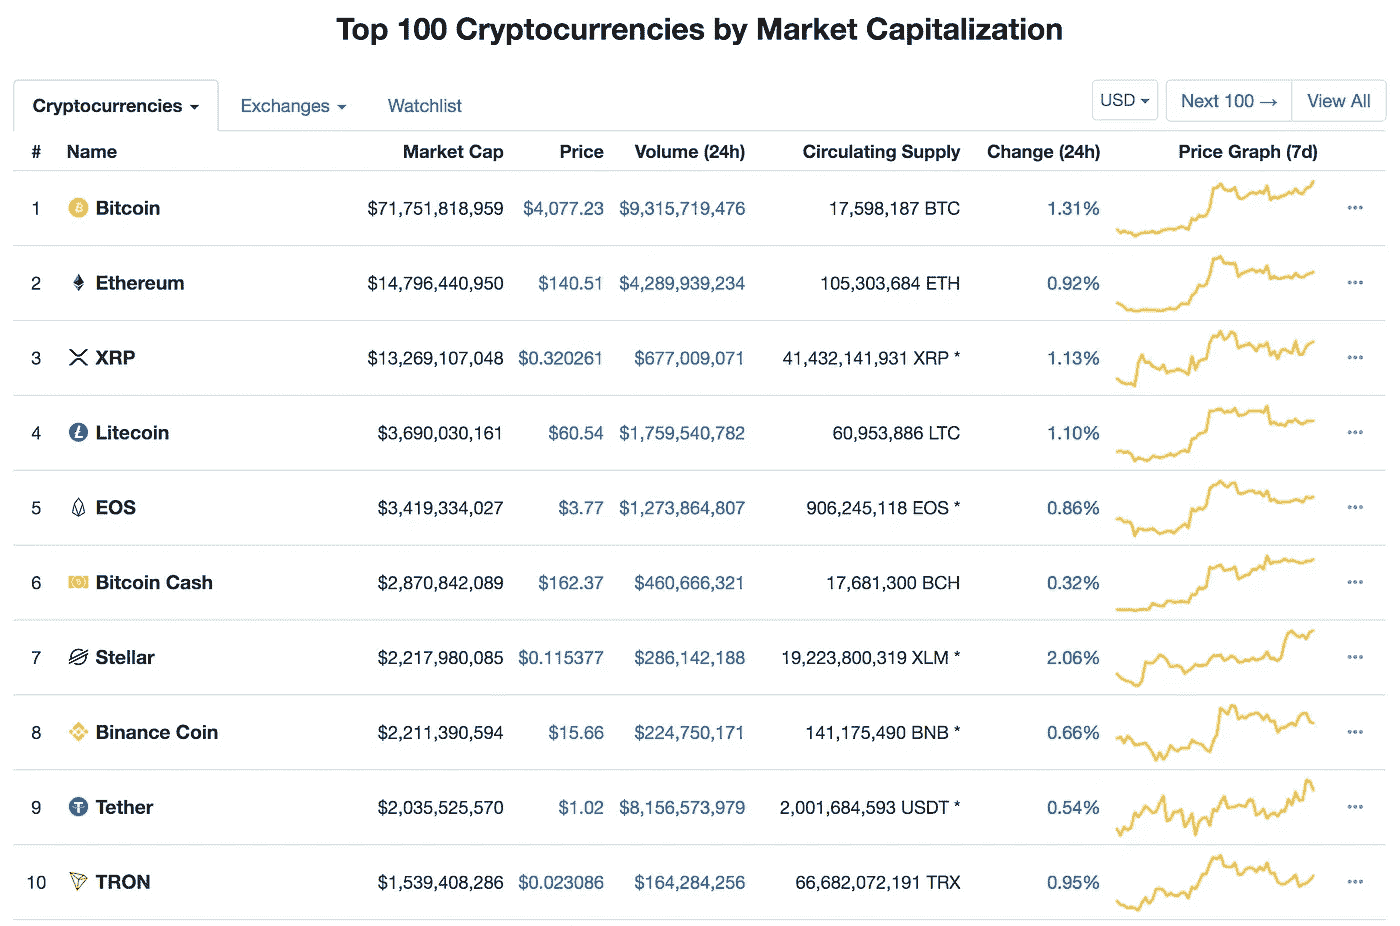 Top 100 Cryptocurrencies by Market Capitalization
Cryptocurrencies Exchanges Watchlist USD Next 100 → View All
# Name Market Cap Price Volume (24h) Circulating Supply Change (24h) Price Graph (7d)
1 Bitcoin $71,751,818,959 $4,077.23 $9,315,719,476 17,598,187 BTC 1.31%
2 Ethereum $14,796,440,950 $140.51 $4,289,939,234 105,303,684 ETH 0.92%
3 XRP $13,269,107,048 $0.320261 $677,009,071 41,432,141,931 XRP * 1.13%
4 Litecoin $3,690,030,161 $60.54 $1,759,540,782 60,953,886 LTC 1.10%
5 EOS $3,419,334,027 $3.77 $1,273,864,807 906,245,118 EOS * 0.86%
6 Bitcoin Cash $2,870,842,089 $162.37 $460,666,321 17,681,300 BCH 0.32%
7 Stellar $2,217,980,085 $0.115377 $286,142,188 19,223,800,319 XLM * 2.06%
8 Binance Coin $2,211,390,594 $15.66 $224,750,171 141,175,490 BNB * 0.66%
9 Tether $2,035,525,570 $1.02 $8,156,573,979 2,001,684,593 USDT * 0.54%
10 TRON $1,539,408,286 $0.023086 $164,284,256 66,682,072,191 TRX 0.95%